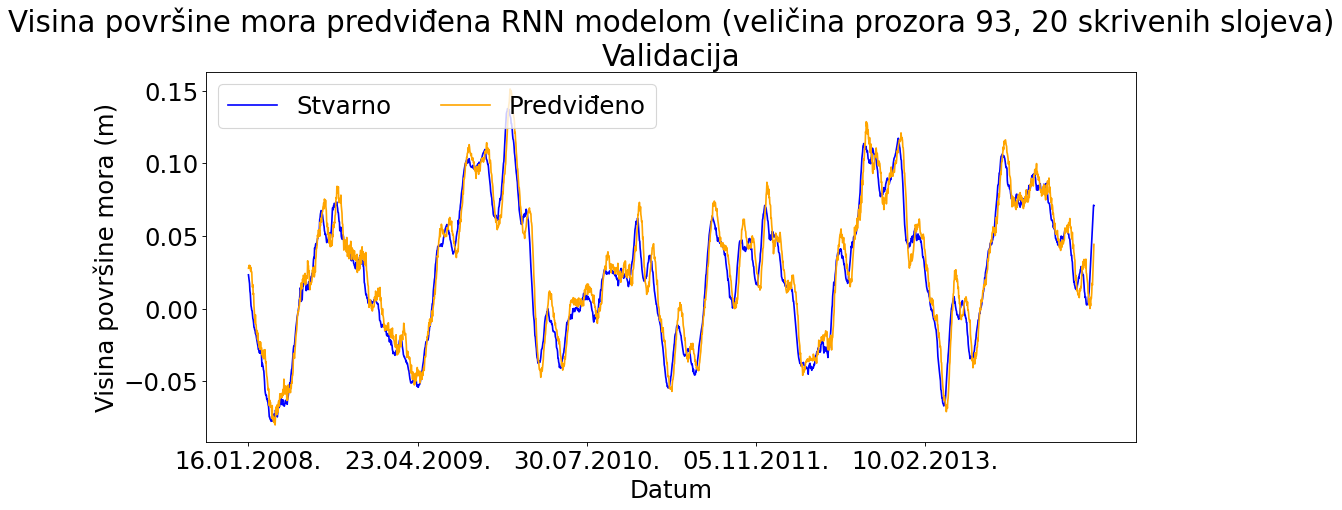 Visina površine mora predviđena RNN modelom (veličina prozora 93, 20 skrivenih slojeva)
Validacija
Stvarno Predviđeno
Visina površine mora (m)
0.15
0.10
0.05
0.00
−0.05
16.01.2008. 23.04.2009. 30.07.2010. 05.11.2011. 10.02.2013.
Datum